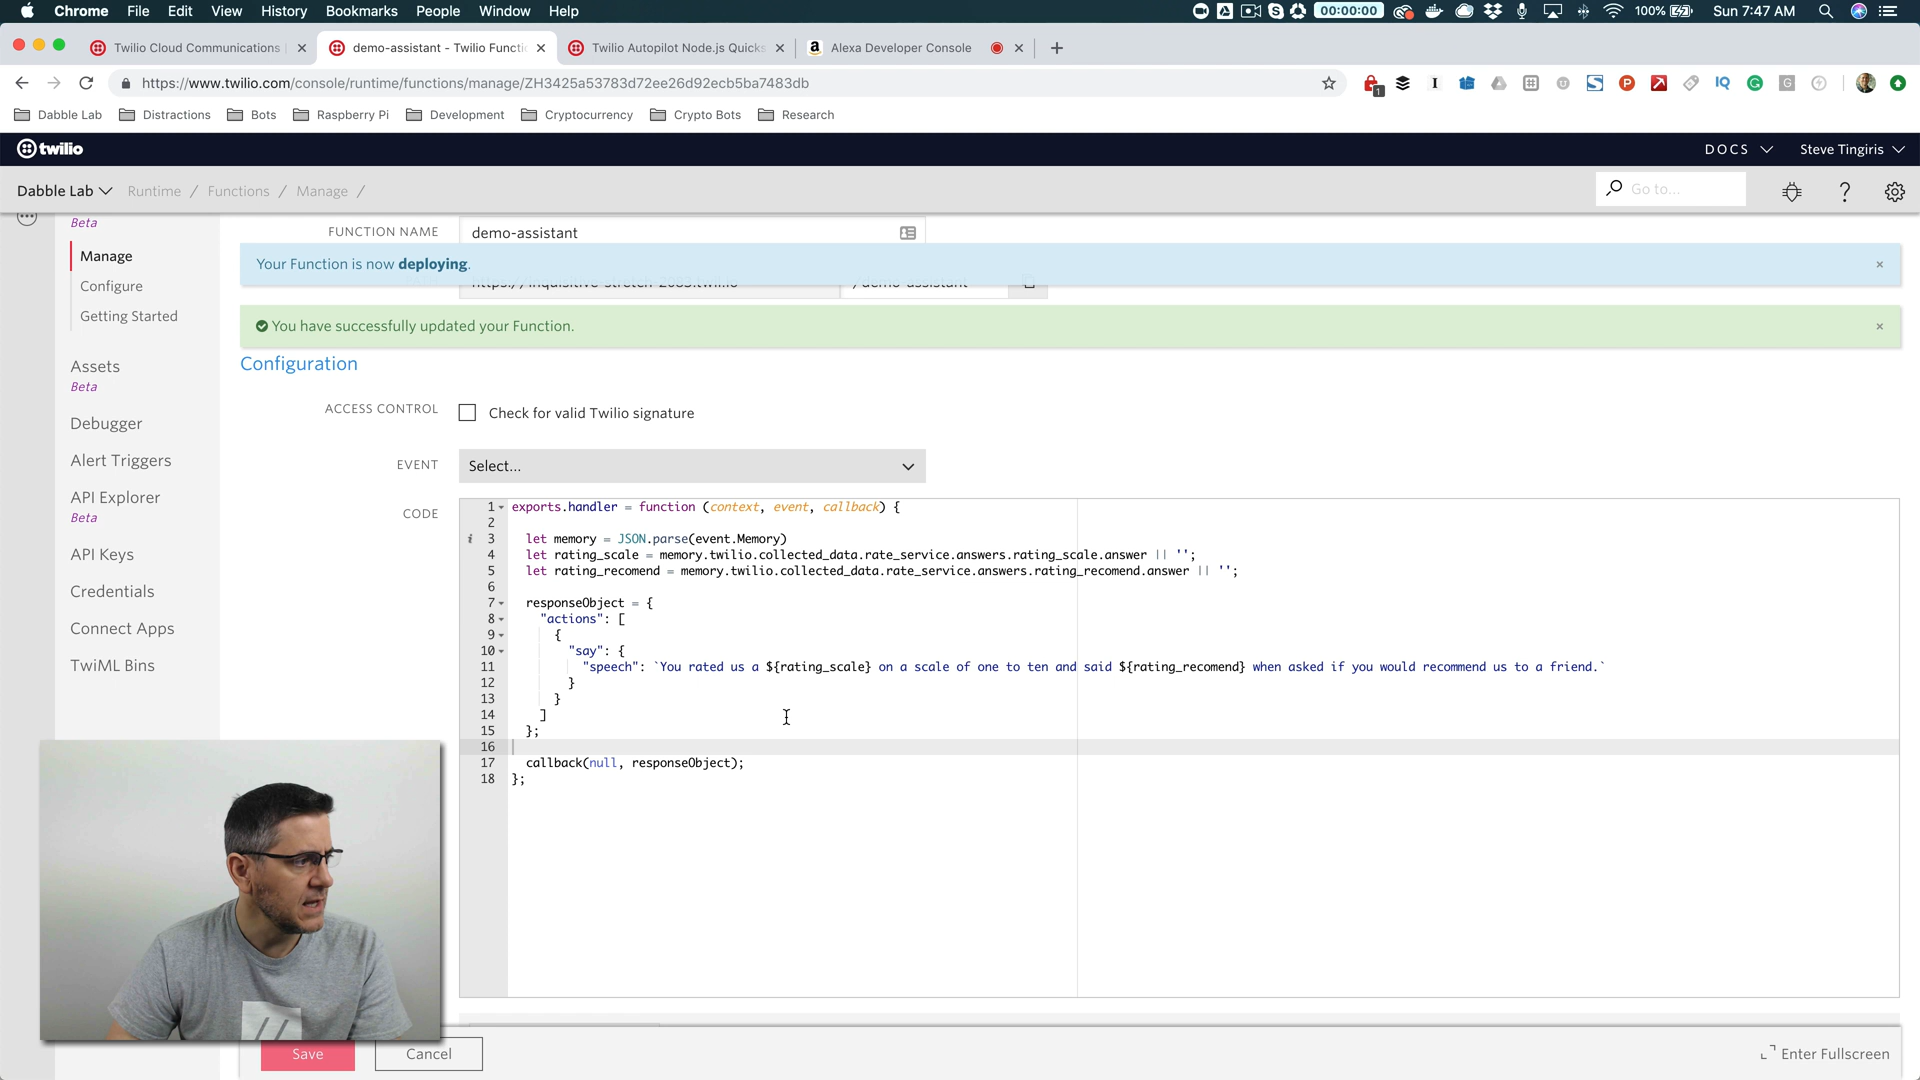 Chrome File Edit View History Bookmarks People Window Help 00:00:00 100% Sun 7:47 AM
Twilio Cloud Communications demo-assistant - Twilio Functi Twilio Autopilot Node.js Quicks Alexa Developer Console
https://www.twilio.com/console/runtime/functions/manage/ZH3425a53783d72ee26d92ecb5ba7483db
Dabble Lab Distractions Bots Raspberry Pi Development Cryptocurrency Crypto Bots Research
twilio DOCS Steve Tingiris
Dabble Lab Runtime / Functions / Manage / Go to...
Beta
Manage
Configure
Getting Started
Assets
Beta
Debugger
Alert Triggers
API Explorer
Beta
API Keys
Credentials
Connect Apps
TwiML Bins
FUNCTION NAME demo-assistant
Your Function is now deploying.
You have successfully updated your Function.
Configuration
ACCESS CONTROL Check for valid Twilio signature
EVENT Select...
CODE
1 exports.handler = function (context, event, callback) {
2
3 let memory = JSON.parse(event.Memory)
4 let rating_scale = memory.twilio.collected_data.rate_service.answers.rating_scale.answer || '';
5 let rating_recomend = memory.twilio.collected_data.rate_service.answers.rating_recomend.answer || '';
6
7 responseObject = {
8 "actions": [
9 {
10 "say": {
11 "speech": `You rated us a ${rating_scale} on a scale of one to ten and said ${rating_recomend} when asked if you would recommend us to a friend.`
12 }
13 }
14 ]
15 };
16
17 callback(null, responseObject);
18 };
Save Cancel Enter Fullscreen